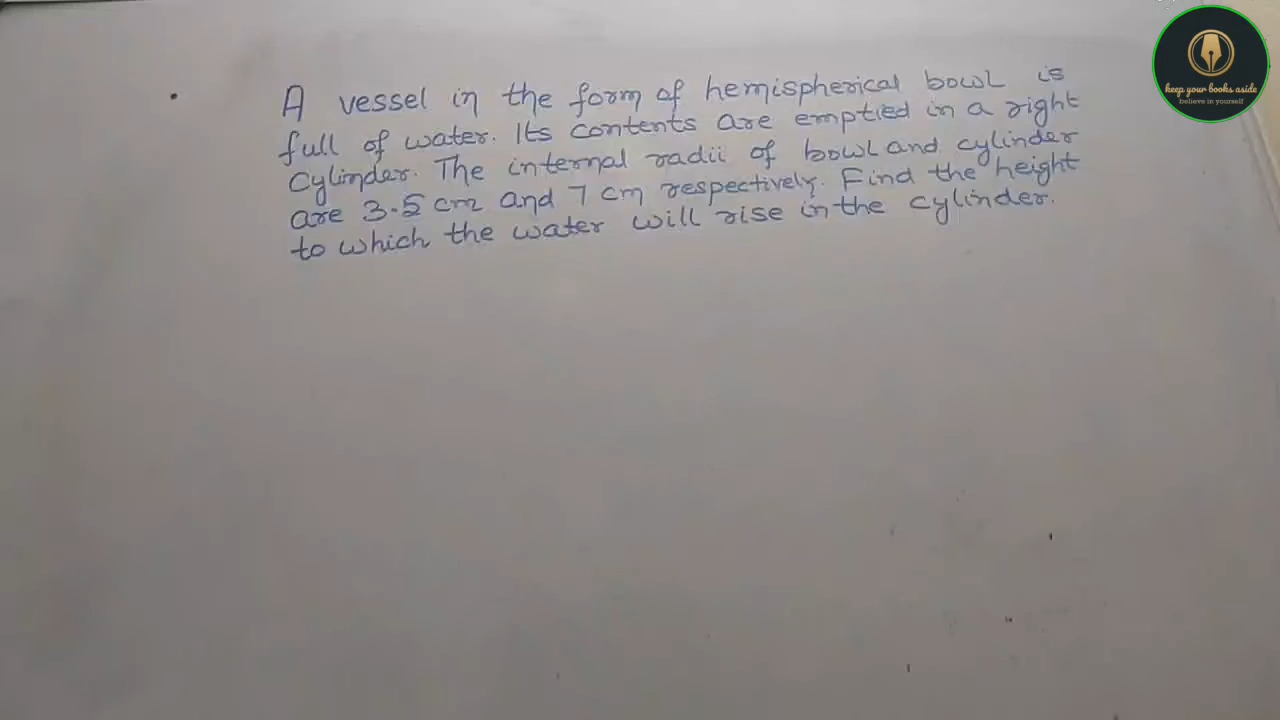 A vessel in the form of hemispherical bowl is
full of water. Its contents are emptied in a right
cylinder. The internal radii of bowl and cylinder
are 3.5 cm and 7 cm respectively. Find the height
to which the water will rise in the cylinder.
keep your books aside
believe in yourself